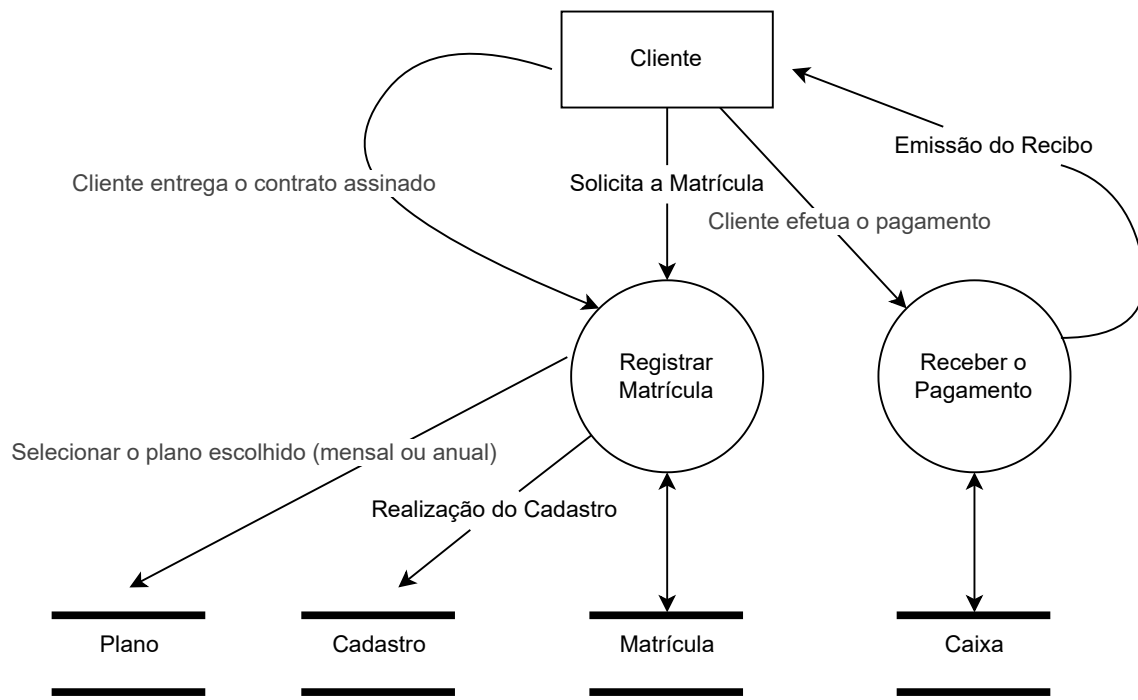 Cliente
Emissão do Recibo
Cliente entrega o contrato assinado
Solicita a Matrícula
Cliente efetua o pagamento
Registrar
Matrícula
Receber o
Pagamento
Selecionar o plano escolhido (mensal ou anual)
Realização do Cadastro
Plano
Cadastro
Matrícula
Caixa